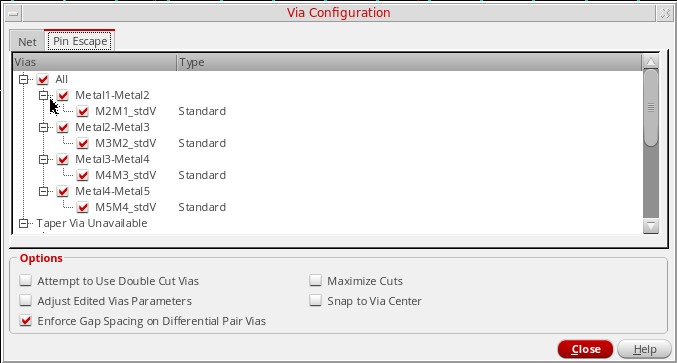 Via Configuration
Net Pin Escape
Vias Type
All
Metal1-Metal2
M2M1_stdV Standard
Metal2-Metal3
M3M2_stdV Standard
Metal3-Metal4
M4M3_stdV Standard
Metal4-Metal5
M5M4_stdV Standard
Taper Via Unavailable
Options
Attempt to Use Double Cut Vias Maximize Cuts
Adjust Edited Vias Parameters Snap to Via Center
Enforce Gap Spacing on Differential Pair Vias
Close Help